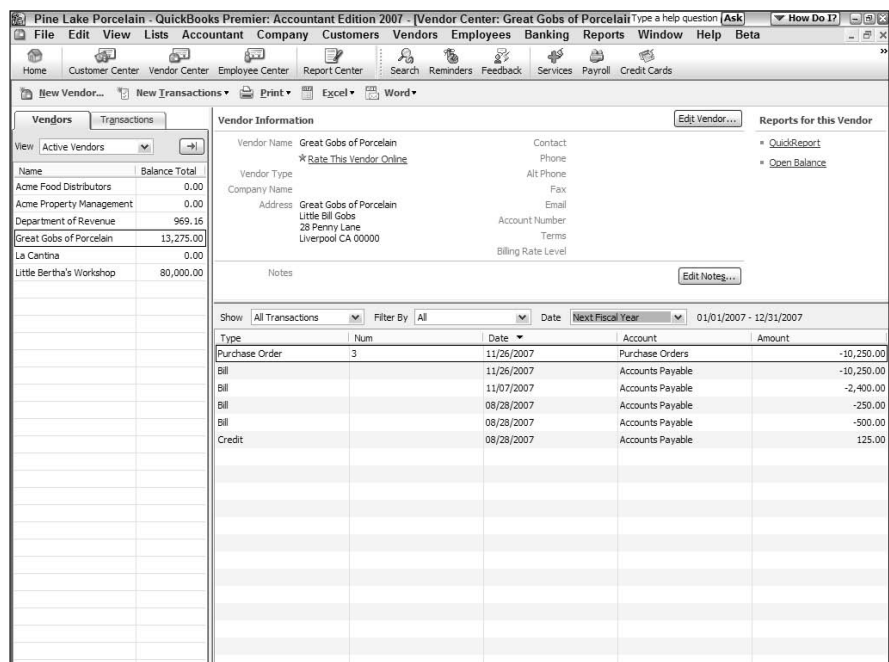 Pine Lake Porcelain - QuickBooks Premier: Accountant Edition 2007 - [Vendor Center: Great Gobs of Porcelai
Type a help question Ask How Do I?
File Edit View Lists Accountant Company Customers Vendors Employees Banking Reports Window Help Beta
Home Customer Center Vendor Center Employee Center Report Center Search Reminders Feedback Services Payroll Credit Cards
New Vendor... New Transactions Print Excel Word
Vendors Transactions
View Active Vendors
Name Balance Total
Acme Food Distributors 0.00
Acme Property Management 0.00
Department of Revenue 969.16
Great Gobs of Porcelain 13,275.00
La Cantina 0.00
Little Bertha's Workshop 80,000.00
Vendor Information Edit Vendor...
Vendor Name Great Gobs of Porcelain
Rate This Vendor Online
Vendor Type
Company Name
Address Great Gobs of Porcelain
Little Bill Gobs
28 Penny Lane
Liverpool CA 00000
Contact
Phone
Alt Phone
Fax
Email
Account Number
Terms
Billing Rate Level
Notes Edit Notes...
Reports for this Vendor
QuickReport
Open Balance
Show All Transactions Filter By All Date Next Fiscal Year 01/01/2007 - 12/31/2007
Type Num Date Account Amount
Purchase Order 3 11/26/2007 Purchase Orders -10,250.00
Bill 11/26/2007 Accounts Payable -10,250.00
Bill 11/07/2007 Accounts Payable -2,400.00
Bill 08/28/2007 Accounts Payable -250.00
Bill 08/28/2007 Accounts Payable -500.00
Credit 08/28/2007 Accounts Payable 125.00